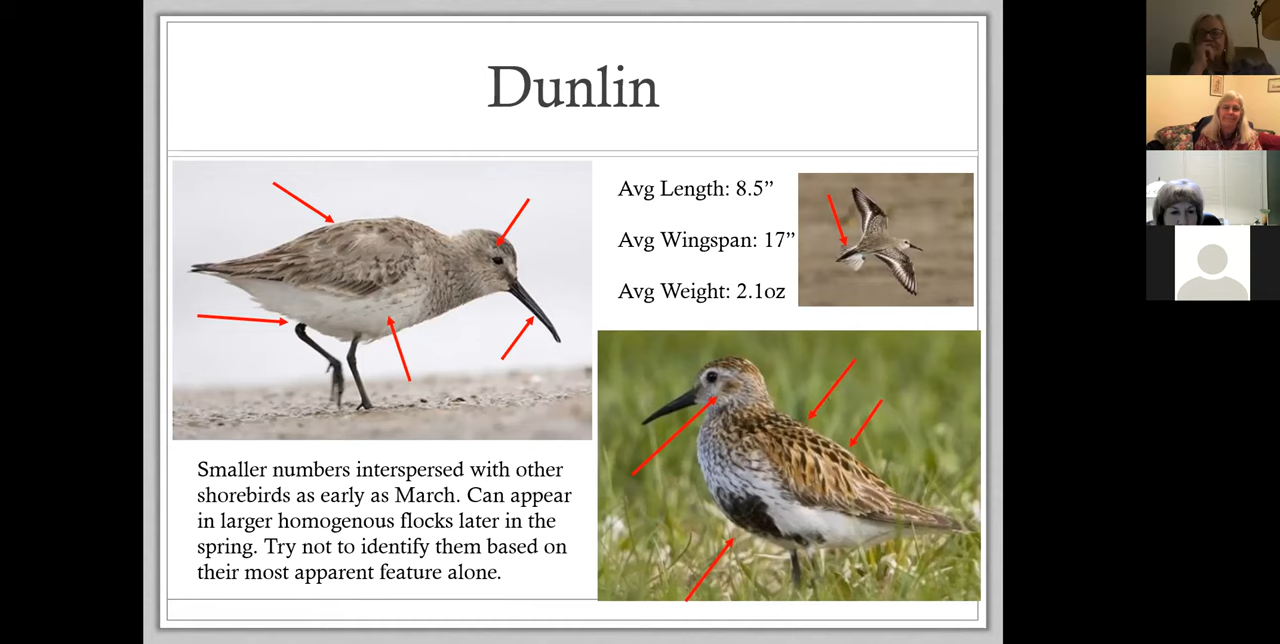 Dunlin
Avg Length: 8.5”
Avg Wingspan: 17”
Avg Weight: 2.1oz
Smaller numbers interspersed with other
shorebirds as early as March. Can appear
in larger homogenous flocks later in the
spring. Try not to identify them based on
their most apparent feature alone.